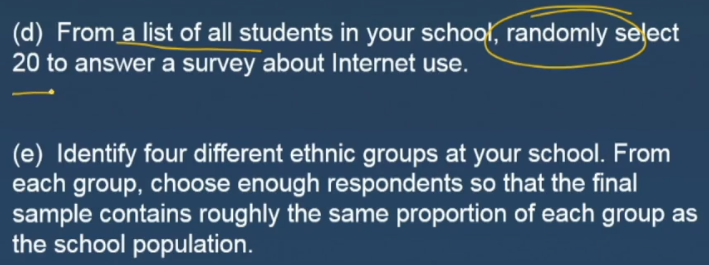 (d) From a list of all students in your school, randomly select
20 to answer a survey about Internet use.
(e) Identify four different ethnic groups at your school. From
each group, choose enough respondents so that the final
sample contains roughly the same proportion of each group as
the school population.